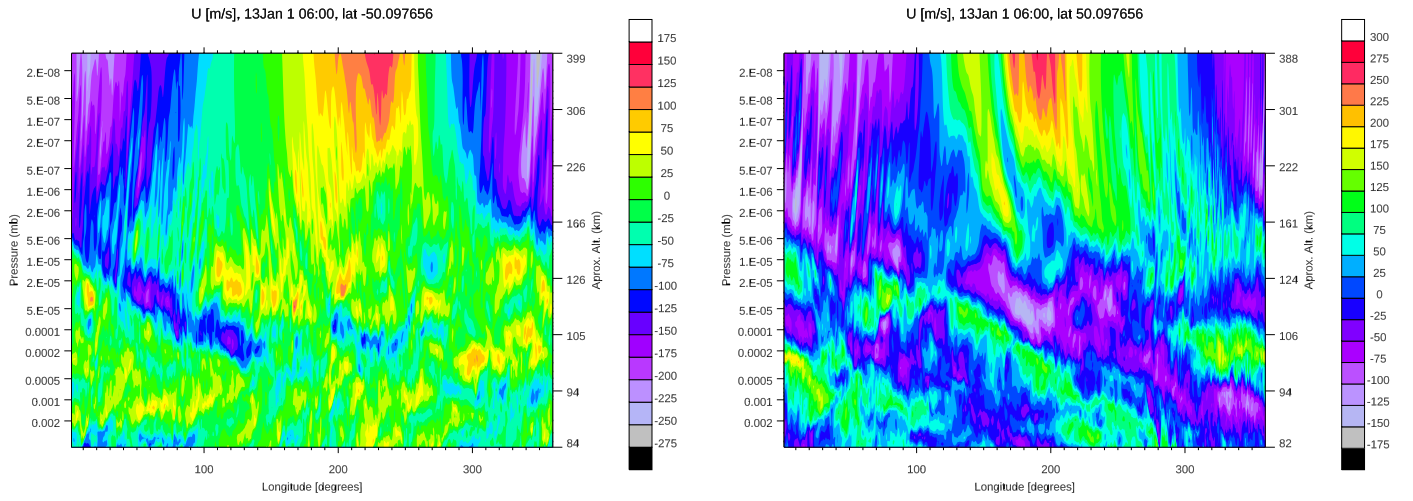 U [m/s], 13Jan 1 06:00, lat -50.097656
2.E-08
5.E-08
1.E-07
2.E-07
5.E-07
1.E-06
2.E-06
5.E-06
1.E-05
2.E-05
5.E-05
0.0001
0.0002
0.0005
0.001
0.002
Pressure (mb)
100
200
300
Longitude [degrees]
399
306
226
166
126
105
94
84
Aprox. Alt. (km)
175
150
125
100
75
50
25
0
-25
-50
-75
-100
-125
-150
-175
-200
-225
-250
-275
U [m/s], 13Jan 1 06:00, lat 50.097656
2.E-08
5.E-08
1.E-07
2.E-07
5.E-07
1.E-06
2.E-06
5.E-06
1.E-05
2.E-05
5.E-05
0.0001
0.0002
0.0005
0.001
0.002
Pressure (mb)
100
200
300
Longitude [degrees]
388
301
222
161
124
106
94
82
Aprox. Alt. (km)
300
275
250
225
200
175
150
125
100
75
50
25
0
-25
-50
-75
-100
-125
-150
-175